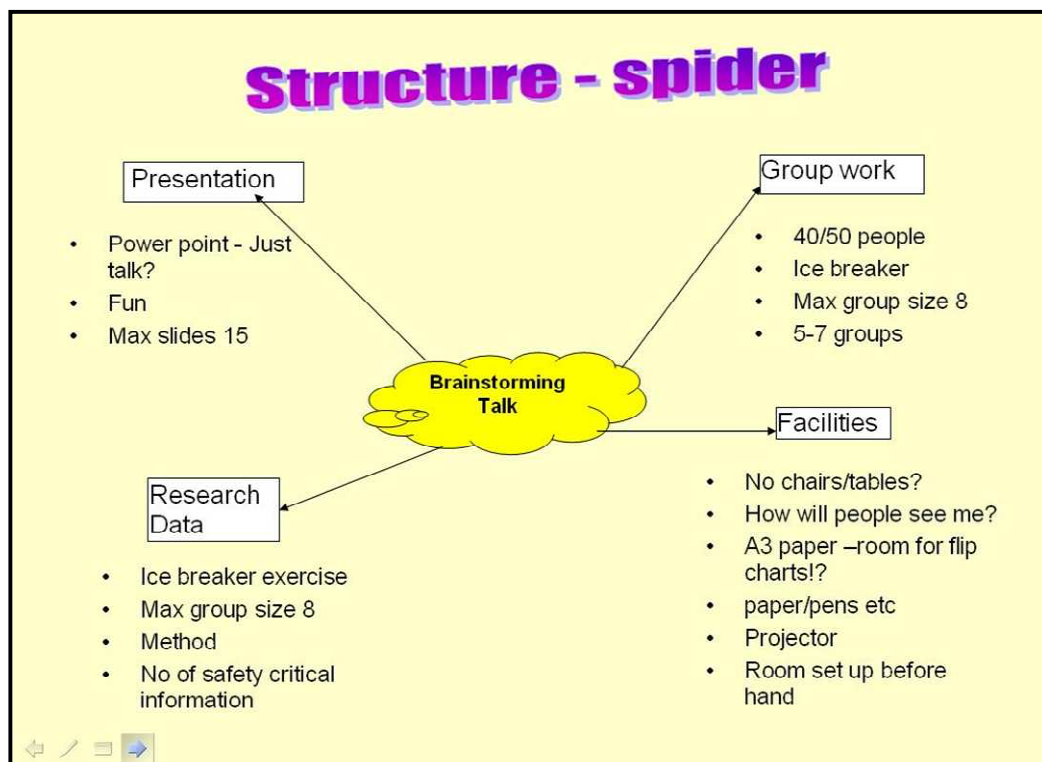 Structure - spider
Presentation
• Power point - Just
talk?
• Fun
• Max slides 15
Group work
• 40/50 people
• Ice breaker
• Max group size 8
• 5-7 groups
Brainstorming
Talk
Research
Data
• Ice breaker exercise
• Max group size 8
• Method
• No of safety critical
information
Facilities
• No chairs/tables?
• How will people see me?
• A3 paper –room for flip
charts!?
• paper/pens etc
• Projector
• Room set up before
hand